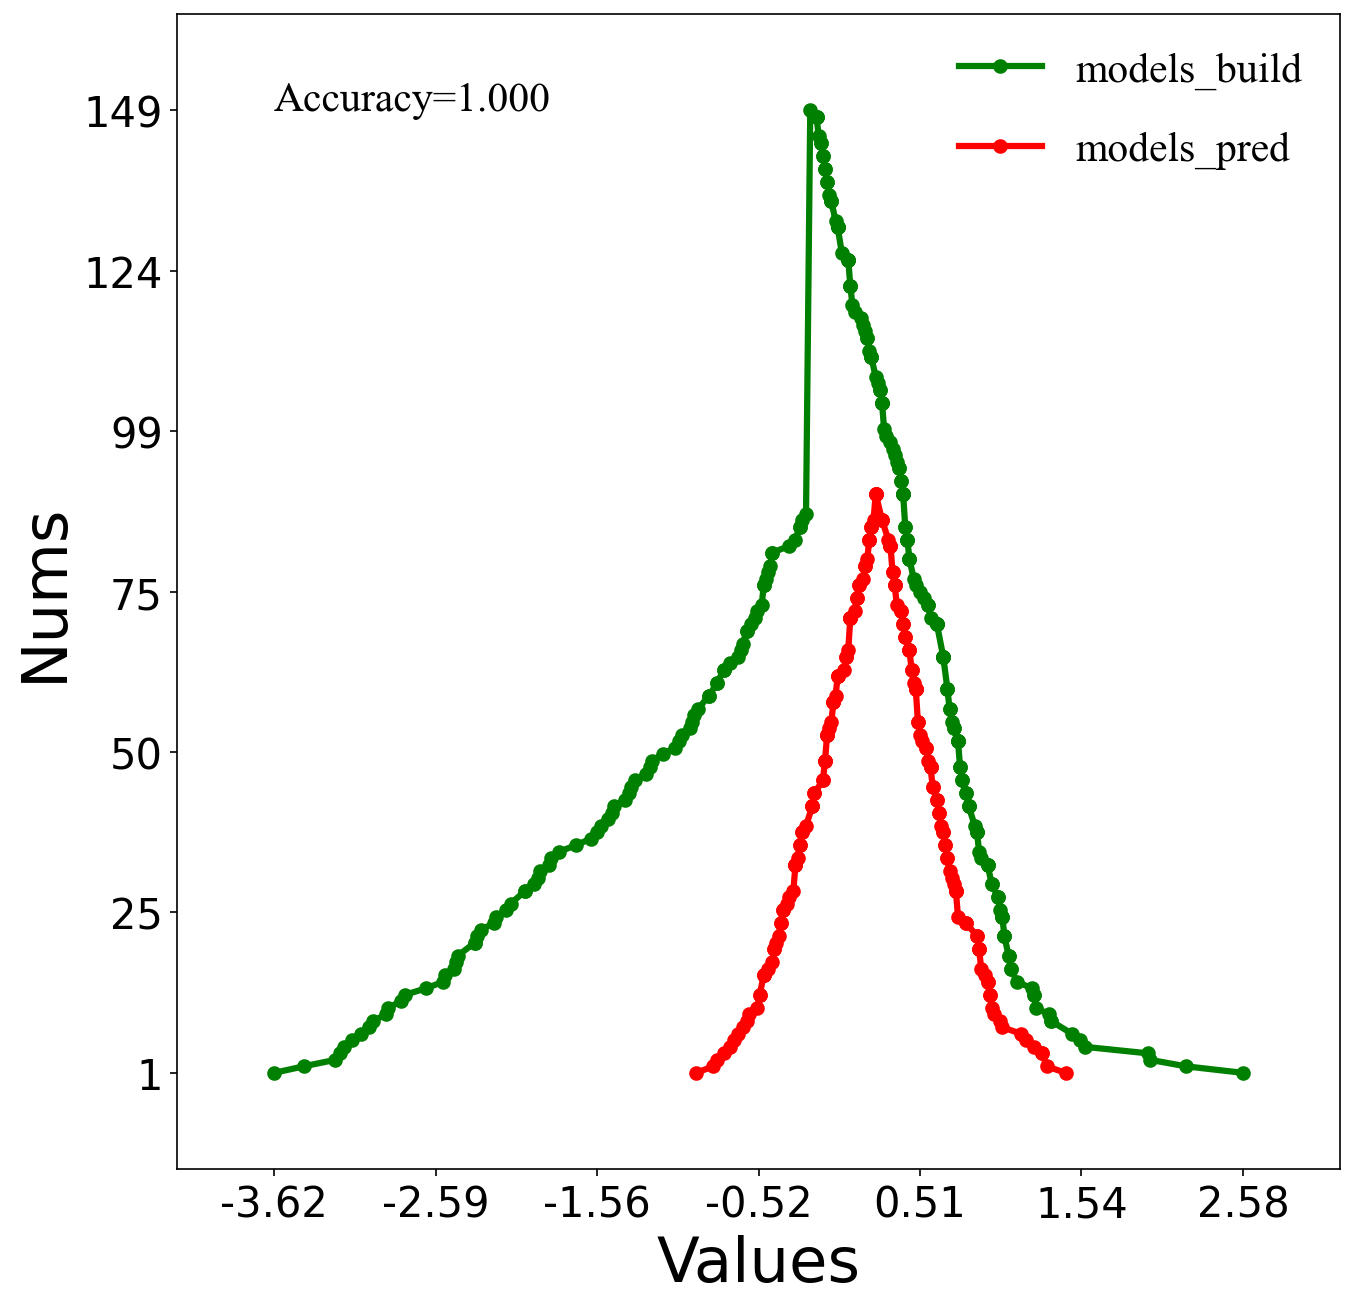 Accuracy=1.000
models_build
models_pred
149
124
99
75
50
25
1
Nums
-3.62
-2.59
-1.56
-0.52
0.51
1.54
2.58
Values